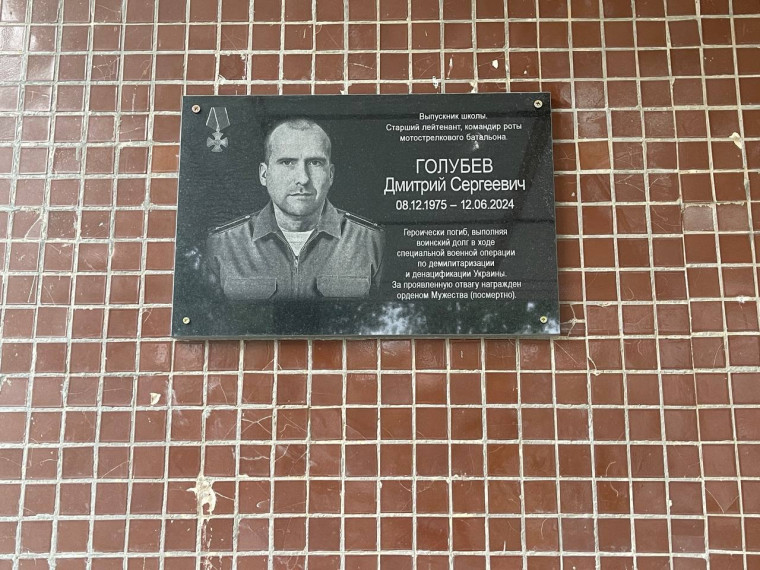 Выпускник школы.
Старший лейтенант, командир роты
мотострелкового батальона.
ГОЛУБЕВ
Дмитрий Сергеевич
08.12.1975 – 12.06.2024
Героически погиб, выполняя
воинский долг в ходе
специальной военной операции
по демилитаризации
и денацификации Украины.
За проявленную отвагу награжден
орденом Мужества (посмертно).